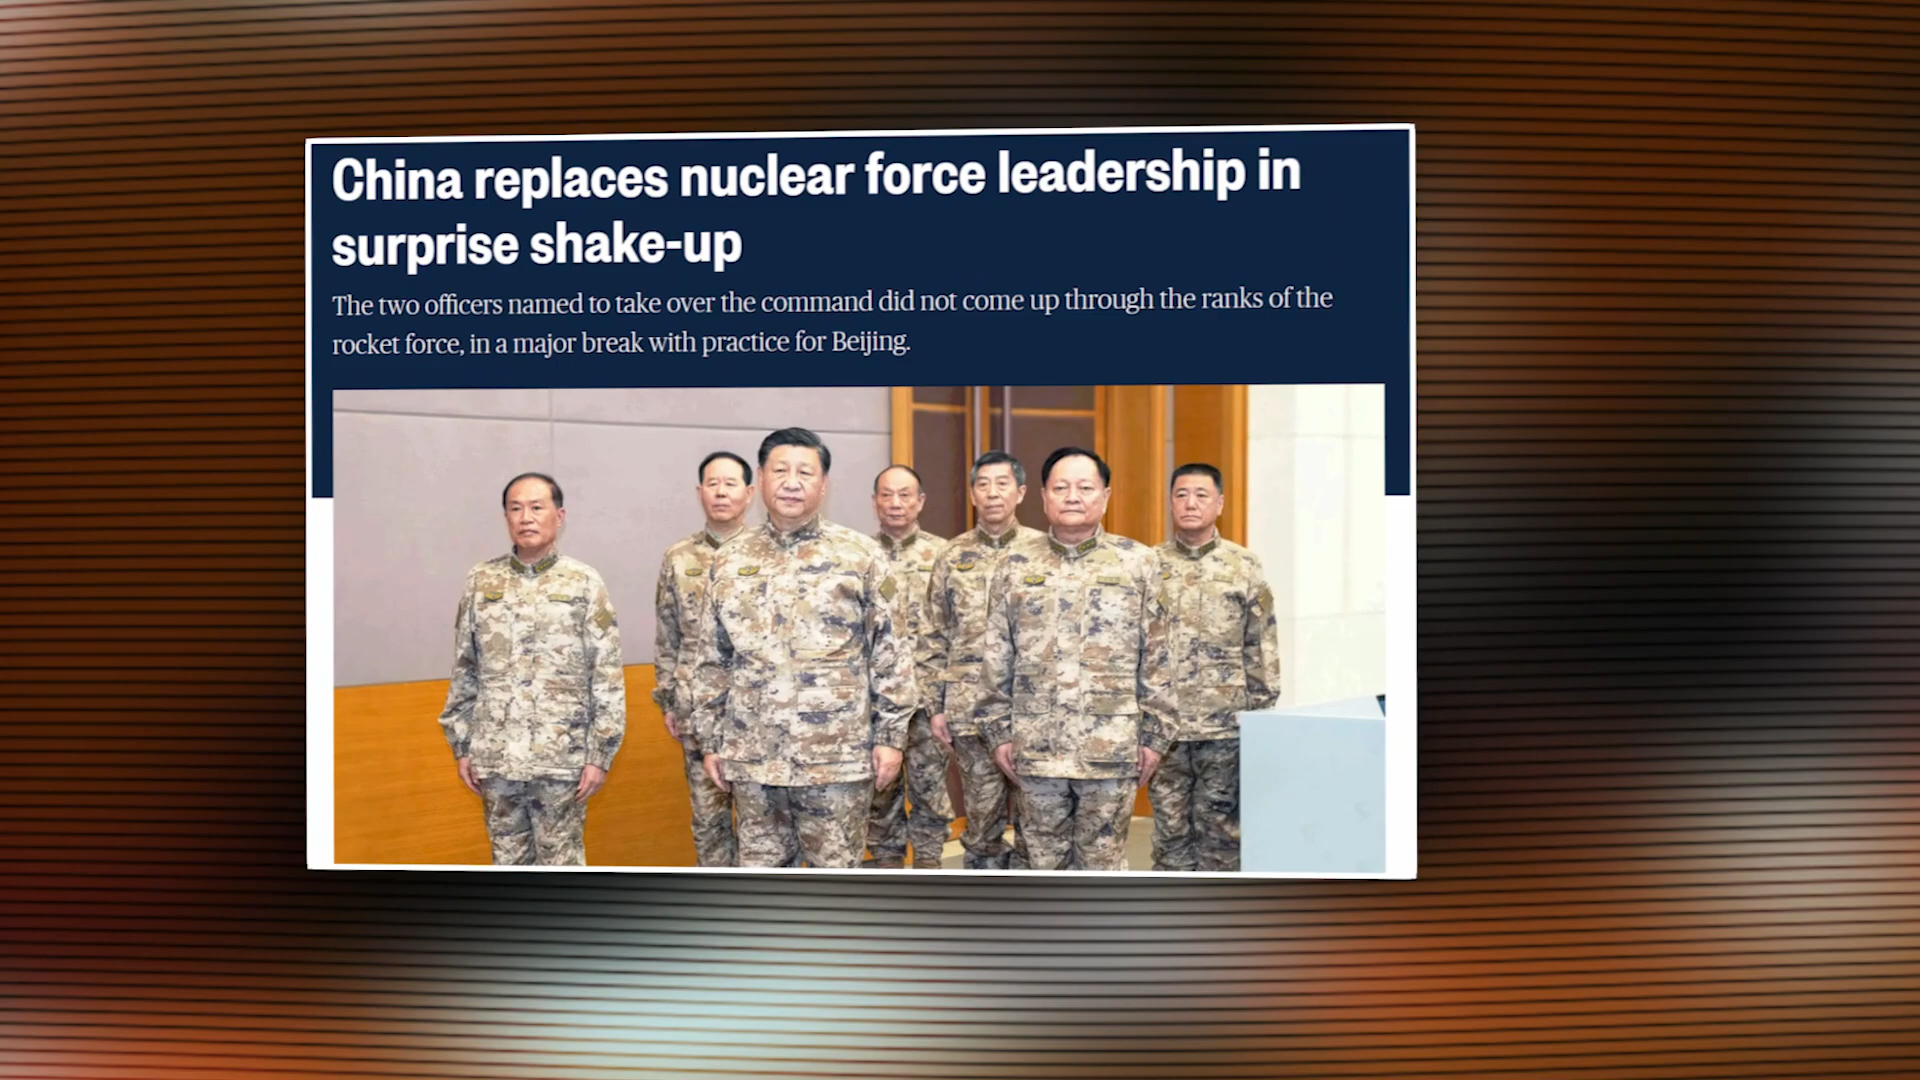 China replaces nuclear force leadership in
surprise shake-up
The two officers named to take over the command did not come up through the ranks of the
rocket force, in a major break with practice for Beijing.